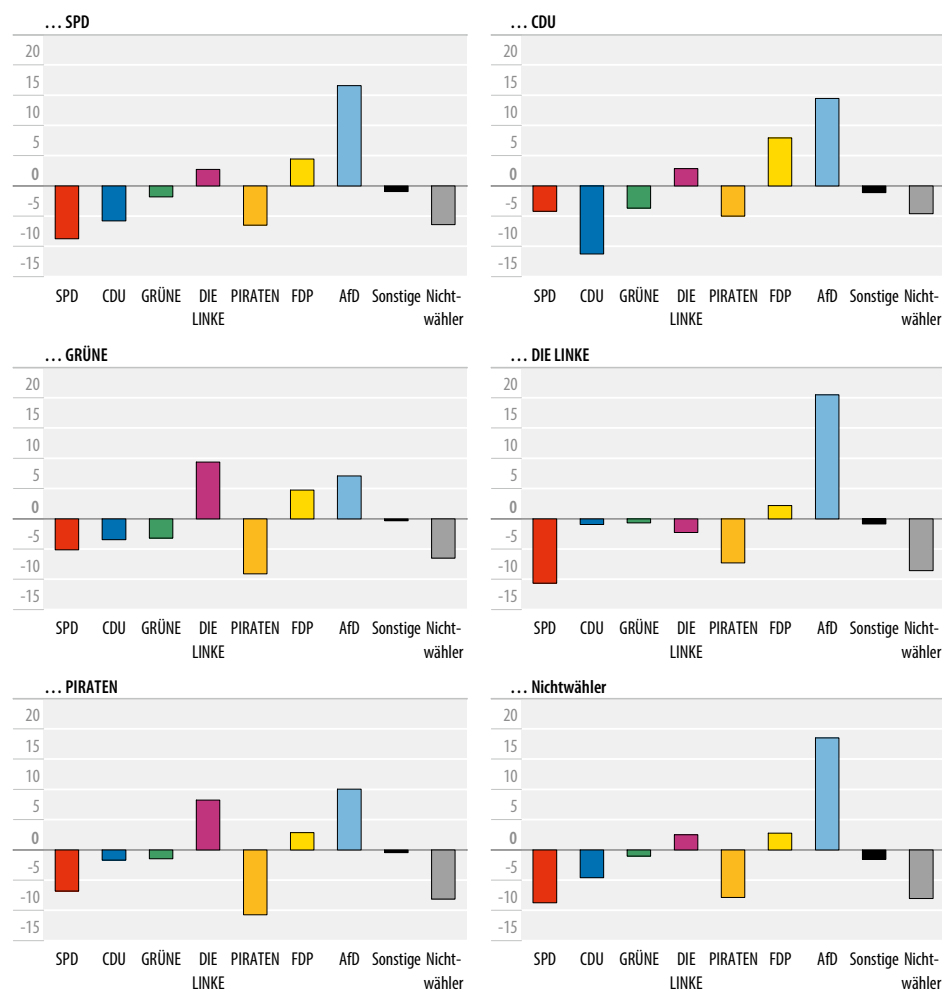 … SPD
20
15
10
5
0
-5
-10
-15
SPD CDU GRÜNE DIE LINKE PIRATEN FDP AfD Sonstige Nicht-
wähler
… CDU
20
15
10
5
0
-5
-10
-15
SPD CDU GRÜNE DIE LINKE PIRATEN FDP AfD Sonstige Nicht-
wähler
… GRÜNE
20
15
10
5
0
-5
-10
-15
SPD CDU GRÜNE DIE LINKE PIRATEN FDP AfD Sonstige Nicht-
wähler
… DIE LINKE
20
15
10
5
0
-5
-10
-15
SPD CDU GRÜNE DIE LINKE PIRATEN FDP AfD Sonstige Nicht-
wähler
… PIRATEN
20
15
10
5
0
-5
-10
-15
SPD CDU GRÜNE DIE LINKE PIRATEN FDP AfD Sonstige Nicht-
wähler
… Nichtwähler
20
15
10
5
0
-5
-10
-15
SPD CDU GRÜNE DIE LINKE PIRATEN FDP AfD Sonstige Nicht-
wähler